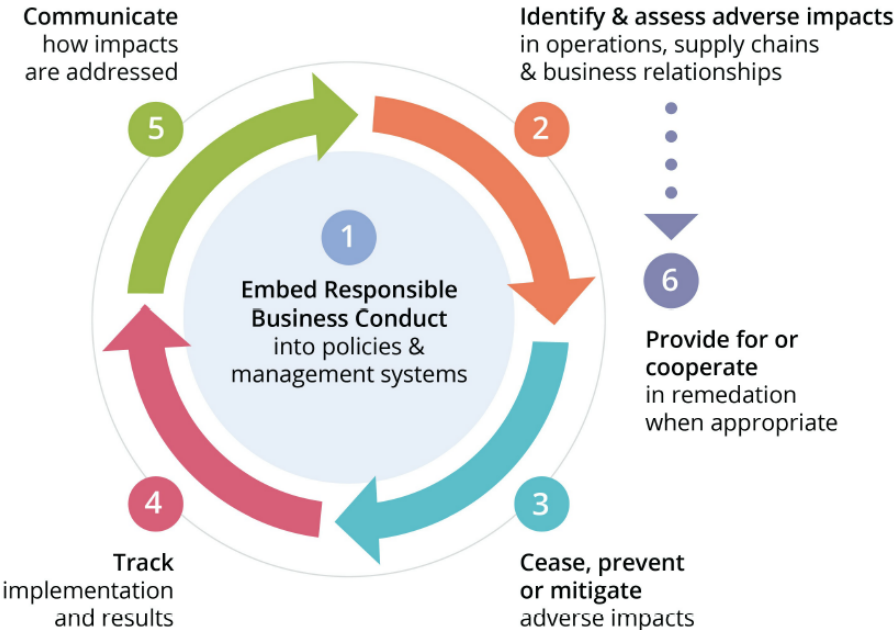 Communicate
how impacts
are addressed
5
Identify & assess adverse impacts
in operations, supply chains
& business relationships
2
1
Embed Responsible
Business Conduct
into policies &
management systems
6
Provide for or
cooperate
in remedation
when appropriate
4
Track
implementation
and results
3
Cease, prevent
or mitigate
adverse impacts